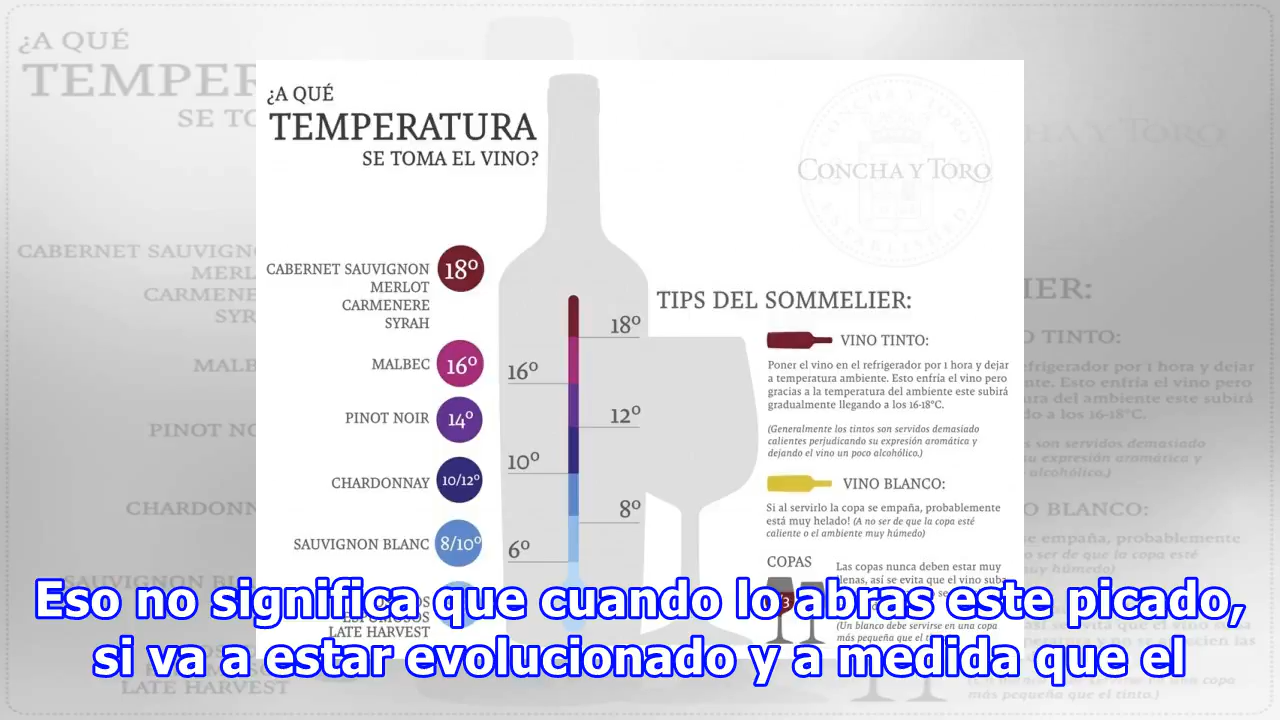 ¿A QUÉ
TEMPERATURA
SE TOMA EL VINO?
CONCHA Y TORO
CABERNET SAUVIGNON
MERLOT
CARMENERE
SYRAH
18º
MALBEC
16º
PINOT NOIR
14º
CHARDONNAY
10/12º
SAUVIGNON BLANC
8/10º
LATE HARVEST
18º
16º
12º
10º
8º
6º
TIPS DEL SOMMELIER:
VINO TINTO:
Poner el vino en el refrigerador por 1 hora y dejar
a temperatura ambiente. Esto enfría el vino pero
gracias a la temperatura del ambiente este subirá
gradualmente llegando a los 16-18°C.
(Generalmente los tintos son servidos demasiado
calientes perjudicando su expresión aromática y
dejando el vino un poco alcohólico.)
VINO BLANCO:
Si al servirlo la copa se empaña, probablemente
está muy helado! (A no ser de que la copa esté
caliente o el ambiente muy húmedo)
COPAS
Las copas nunca deben estar muy
llenas, así se evita que el vino suba
(Un blanco debe servirse en una copa
más pequeña que el
Eso no significa que cuando lo abras este picado,
si va a estar evolucionado y a medida que el